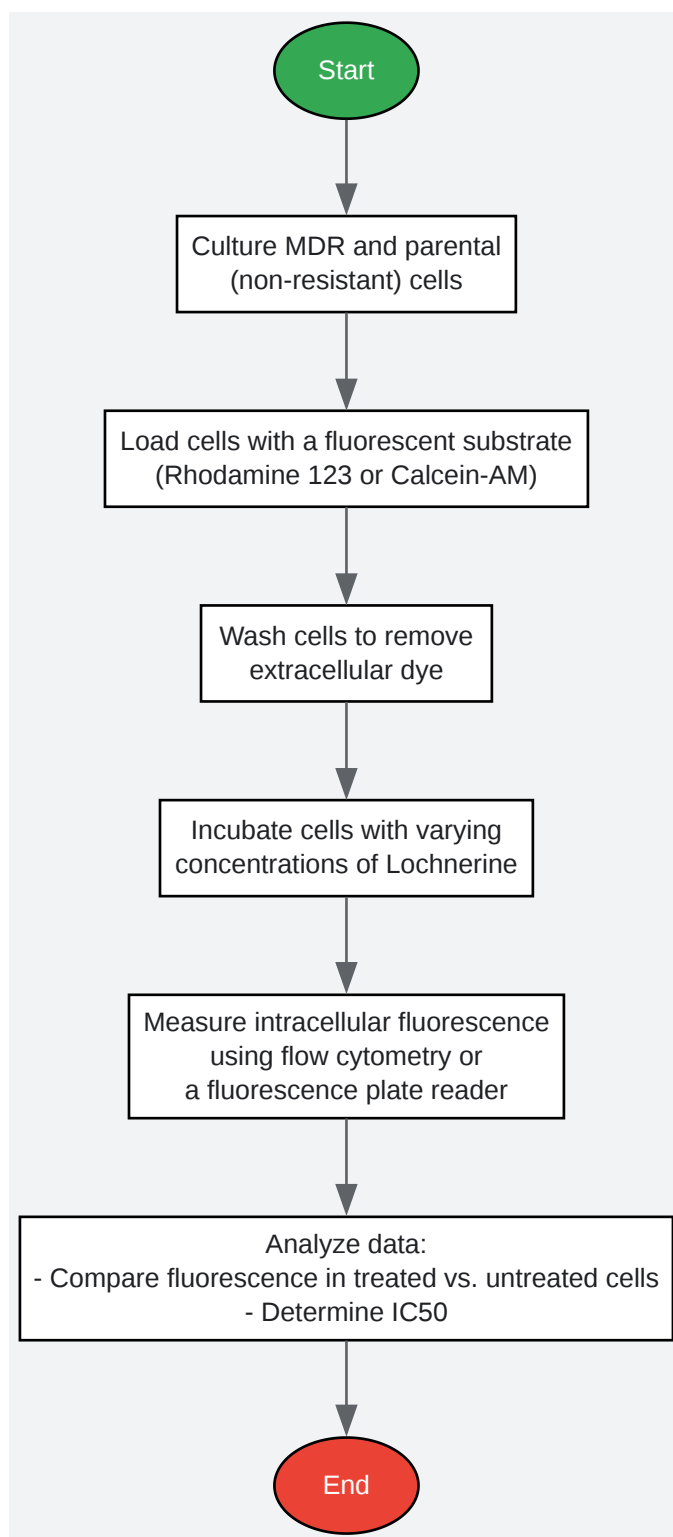 Start
Culture MDR and parental
(non-resistant) cells
Load cells with a fluorescent substrate
(Rhodamine 123 or Calcein-AM)
Wash cells to remove
extracellular dye
Incubate cells with varying
concentrations of Lochnerine
Measure intracellular fluorescence
using flow cytometry or
a fluorescence plate reader
Analyze data:
- Compare fluorescence in treated vs. untreated cells
- Determine IC50
End